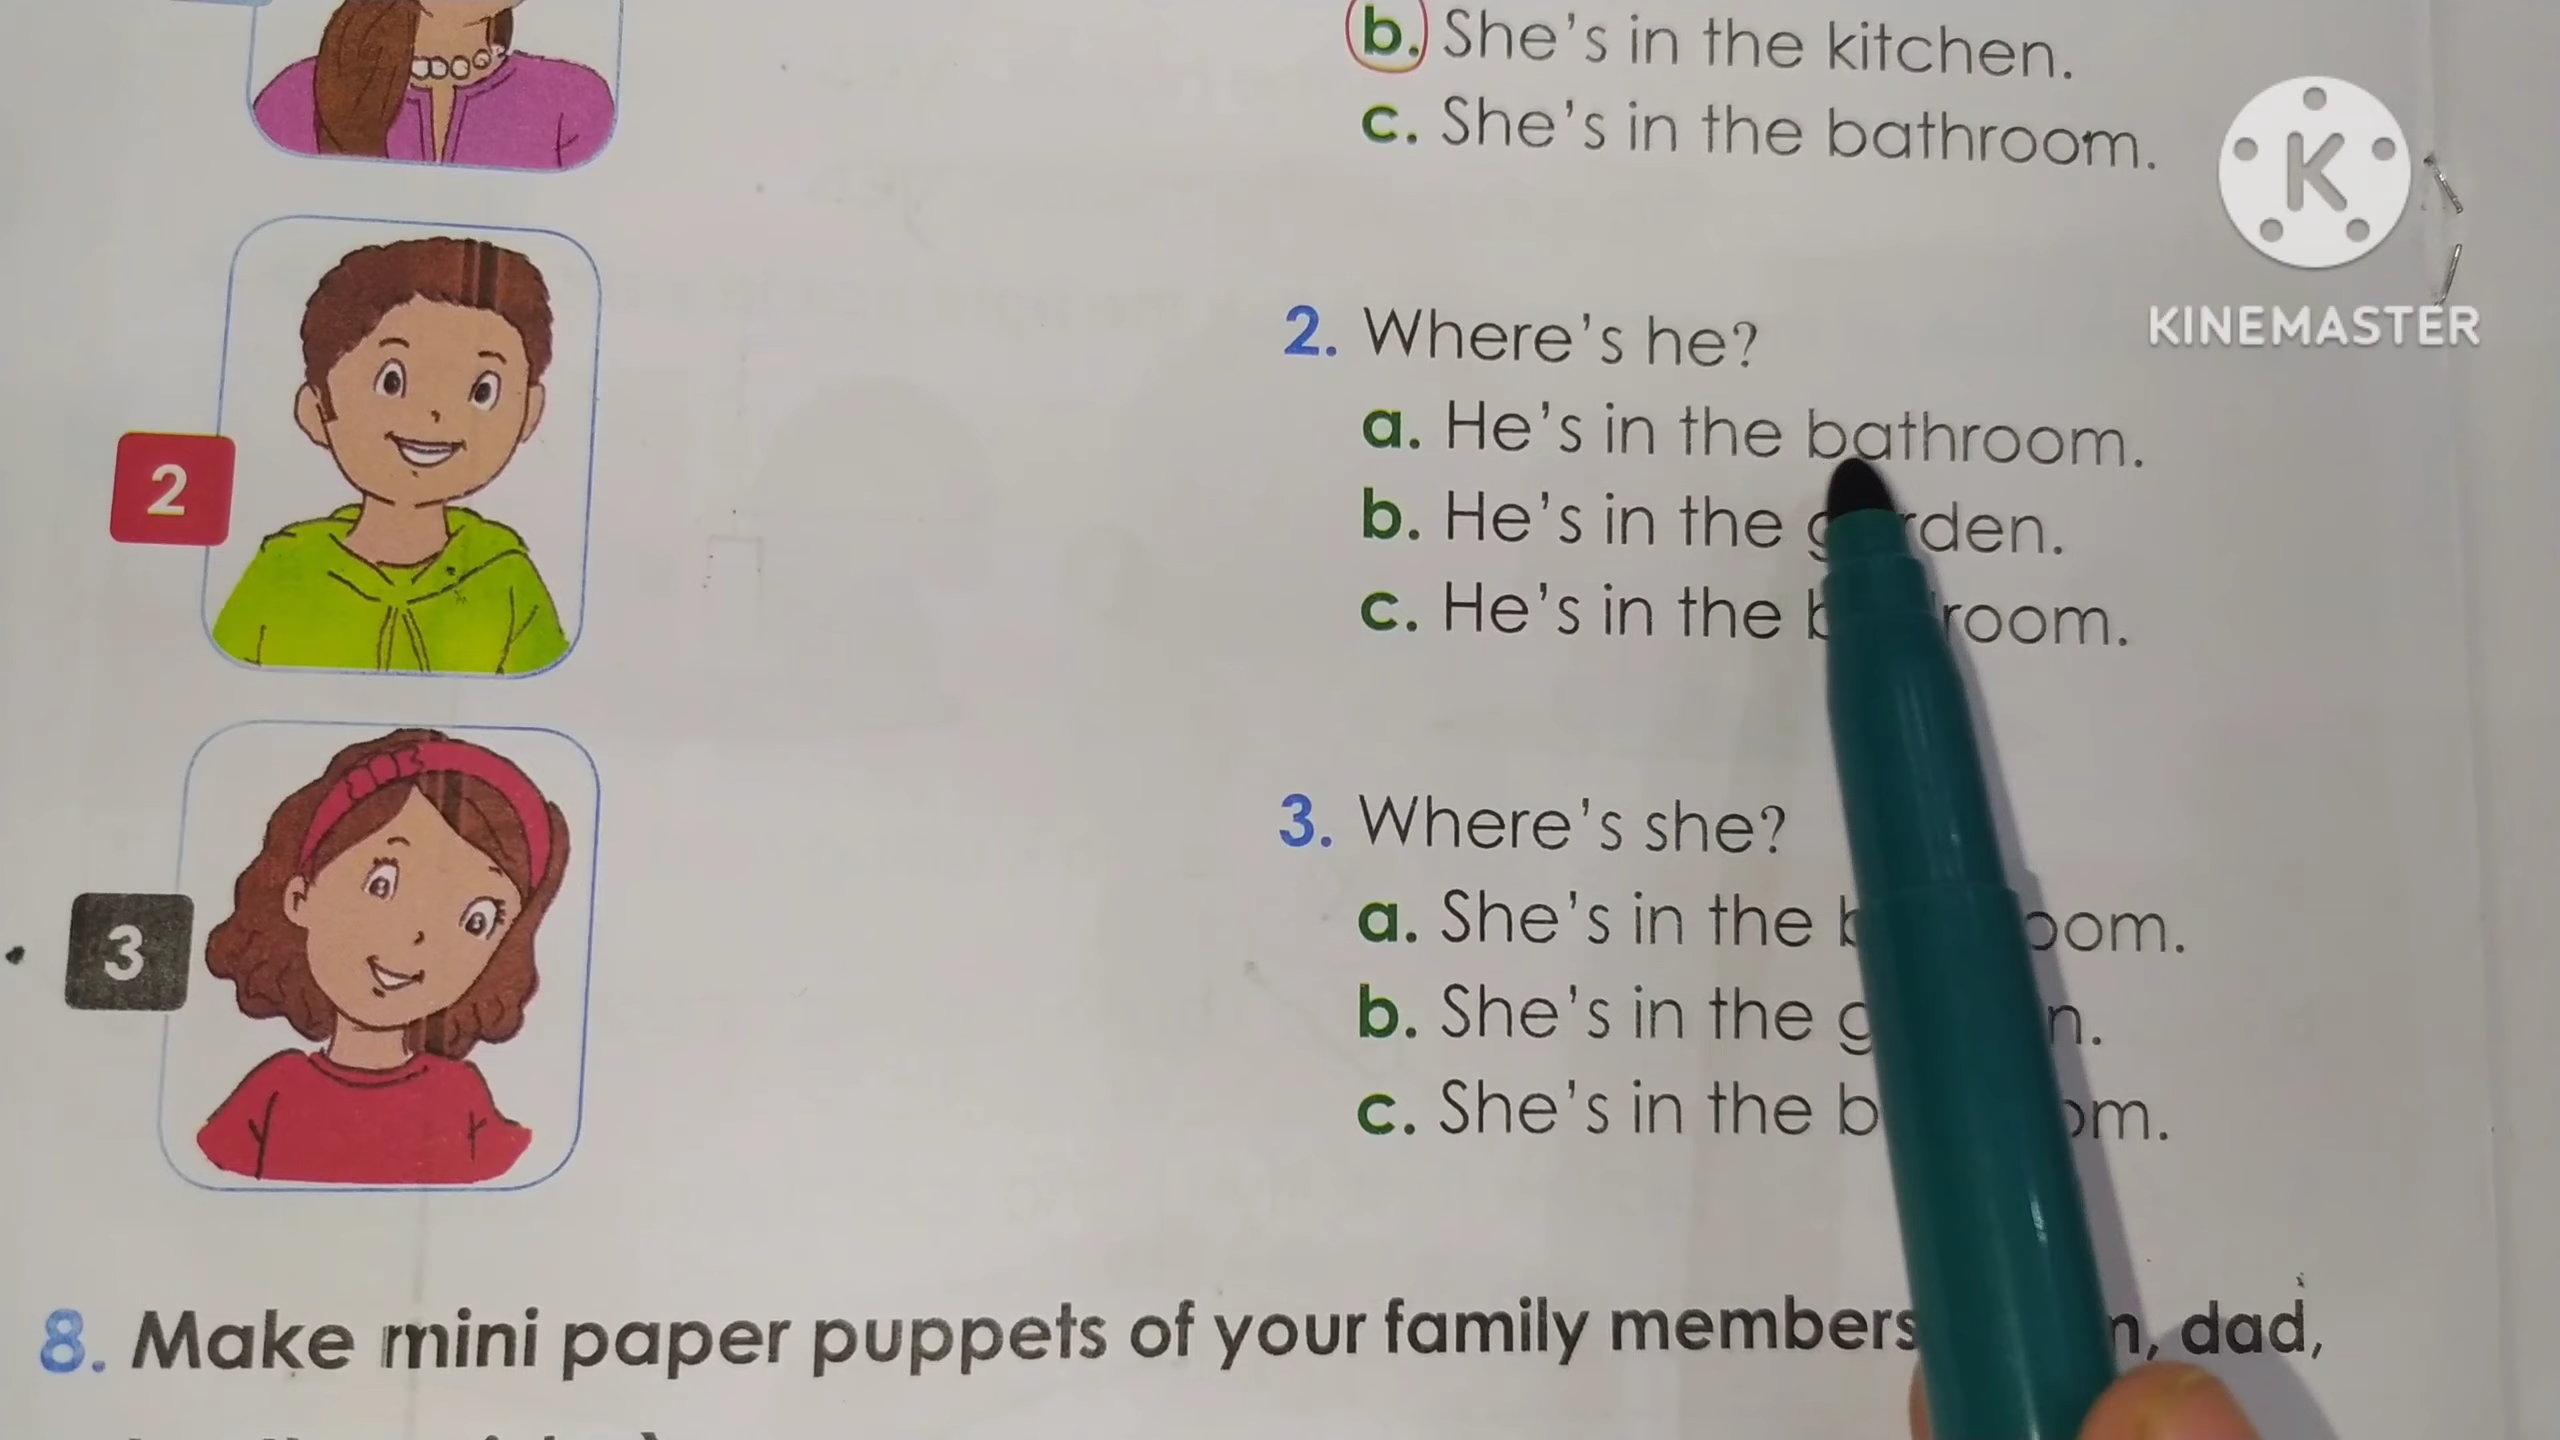 b. She's in the kitchen.
c. She's in the bathroom.
K
KINEMASTER
2
2. Where's he?
a. He's in the bathroom.
b. He's in the
c. He's in the
3
3. Where's she?
a. She's in the
b. She's in the
c. She's in the
8. Make mini paper puppets of your family members dad,